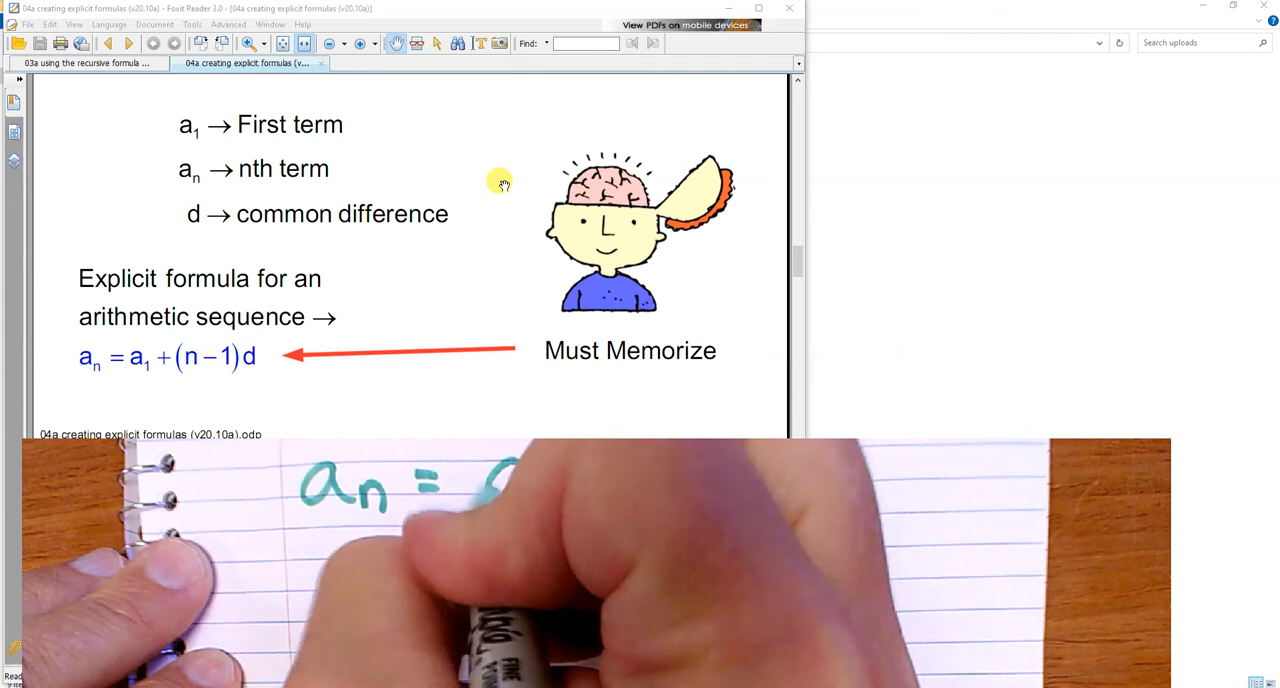 04a creating explicit formulas (v20.10a) - Foxit Reader 3.0 - [04a creating explicit formulas (v20.10a)]
File Edit View Language Document Tools Advanced Window Help
View PDFs on mobile devices
Find:
Search uploads
03a using the recursive formula ...
04a creating explicit formulas (v...
a₁ → First term
aₙ → nth term
d → common difference
Explicit formula for an
arithmetic sequence →
aₙ = a₁ + (n − 1)d
Must Memorize
04a creating explicit formulas (v20.10a).odp
aₙ =
FINE
Read